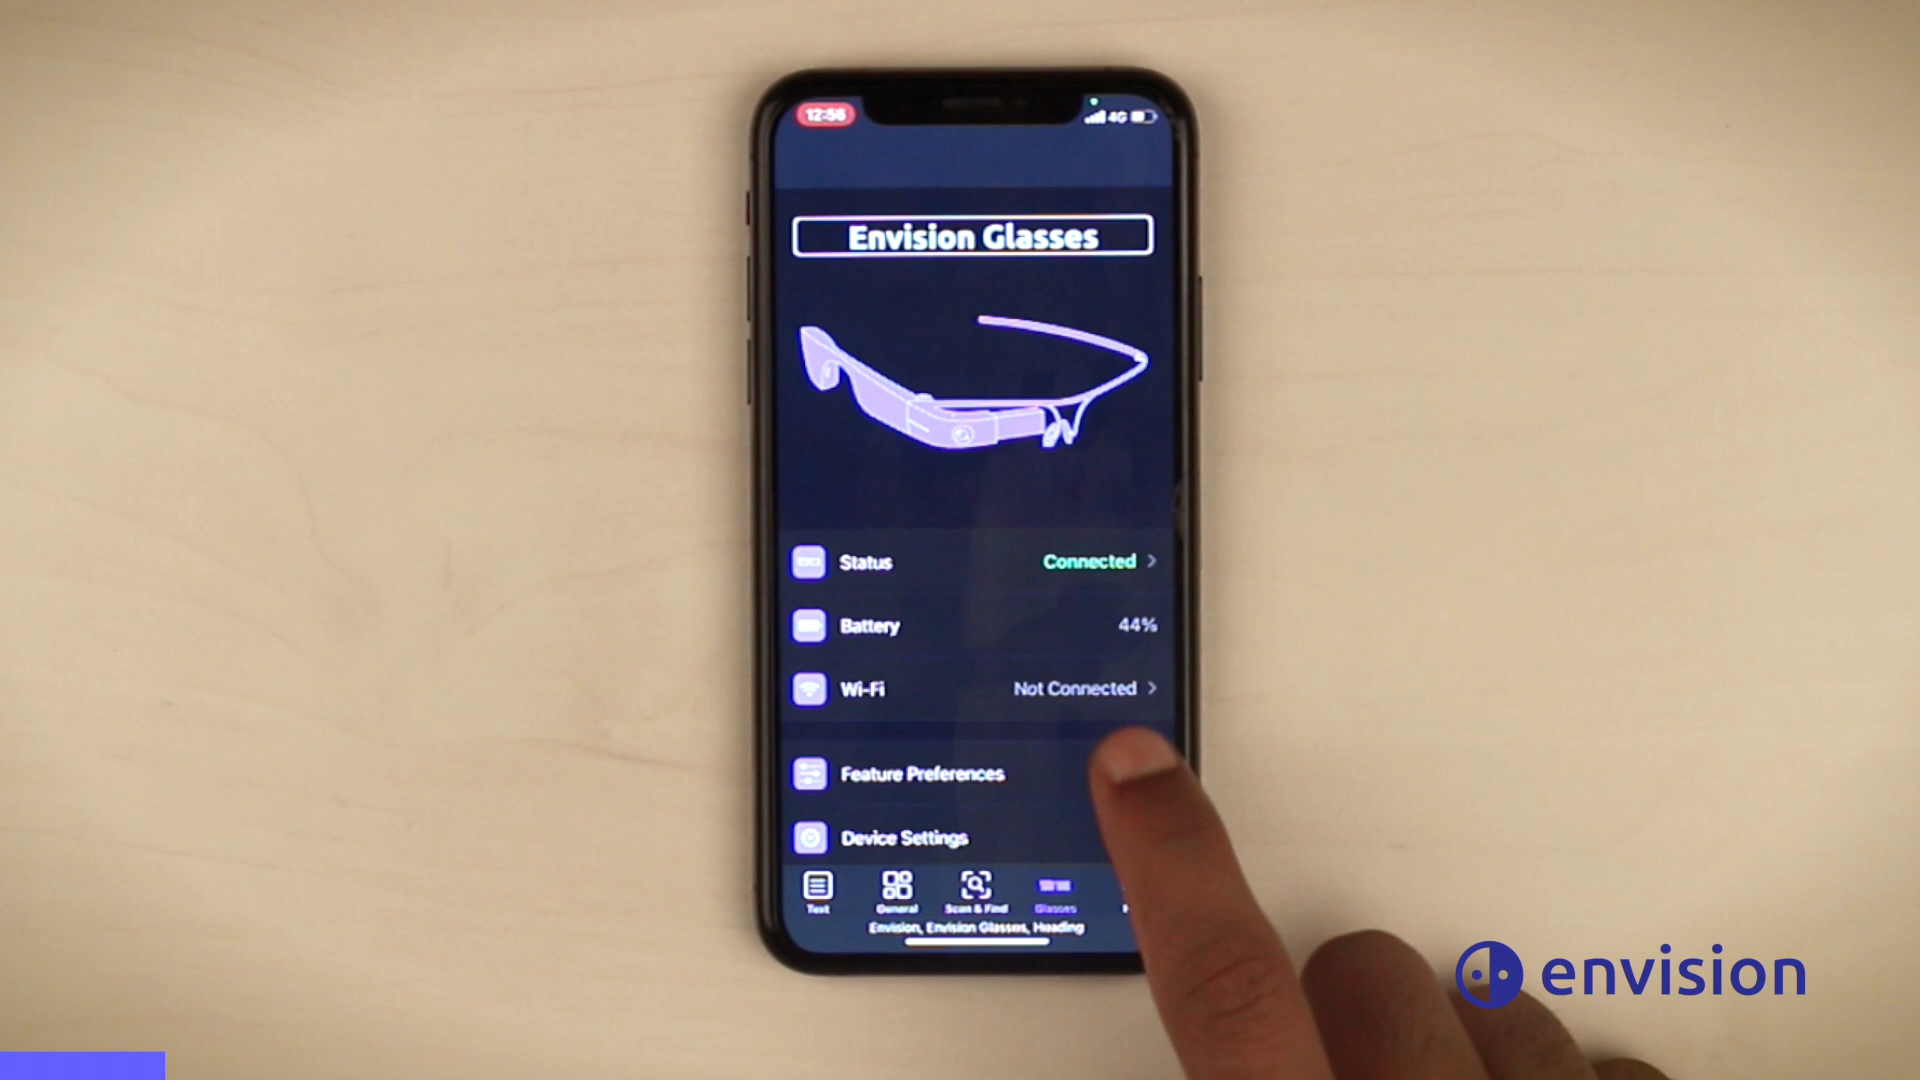 12:56
4G
Envision Glasses
Status Connected
Battery 44%
Wi-Fi Not Connected
Feature Preferences
Device Settings
Text General Scan & Find Glasses
Envision, Envision Glasses, Heading
envision